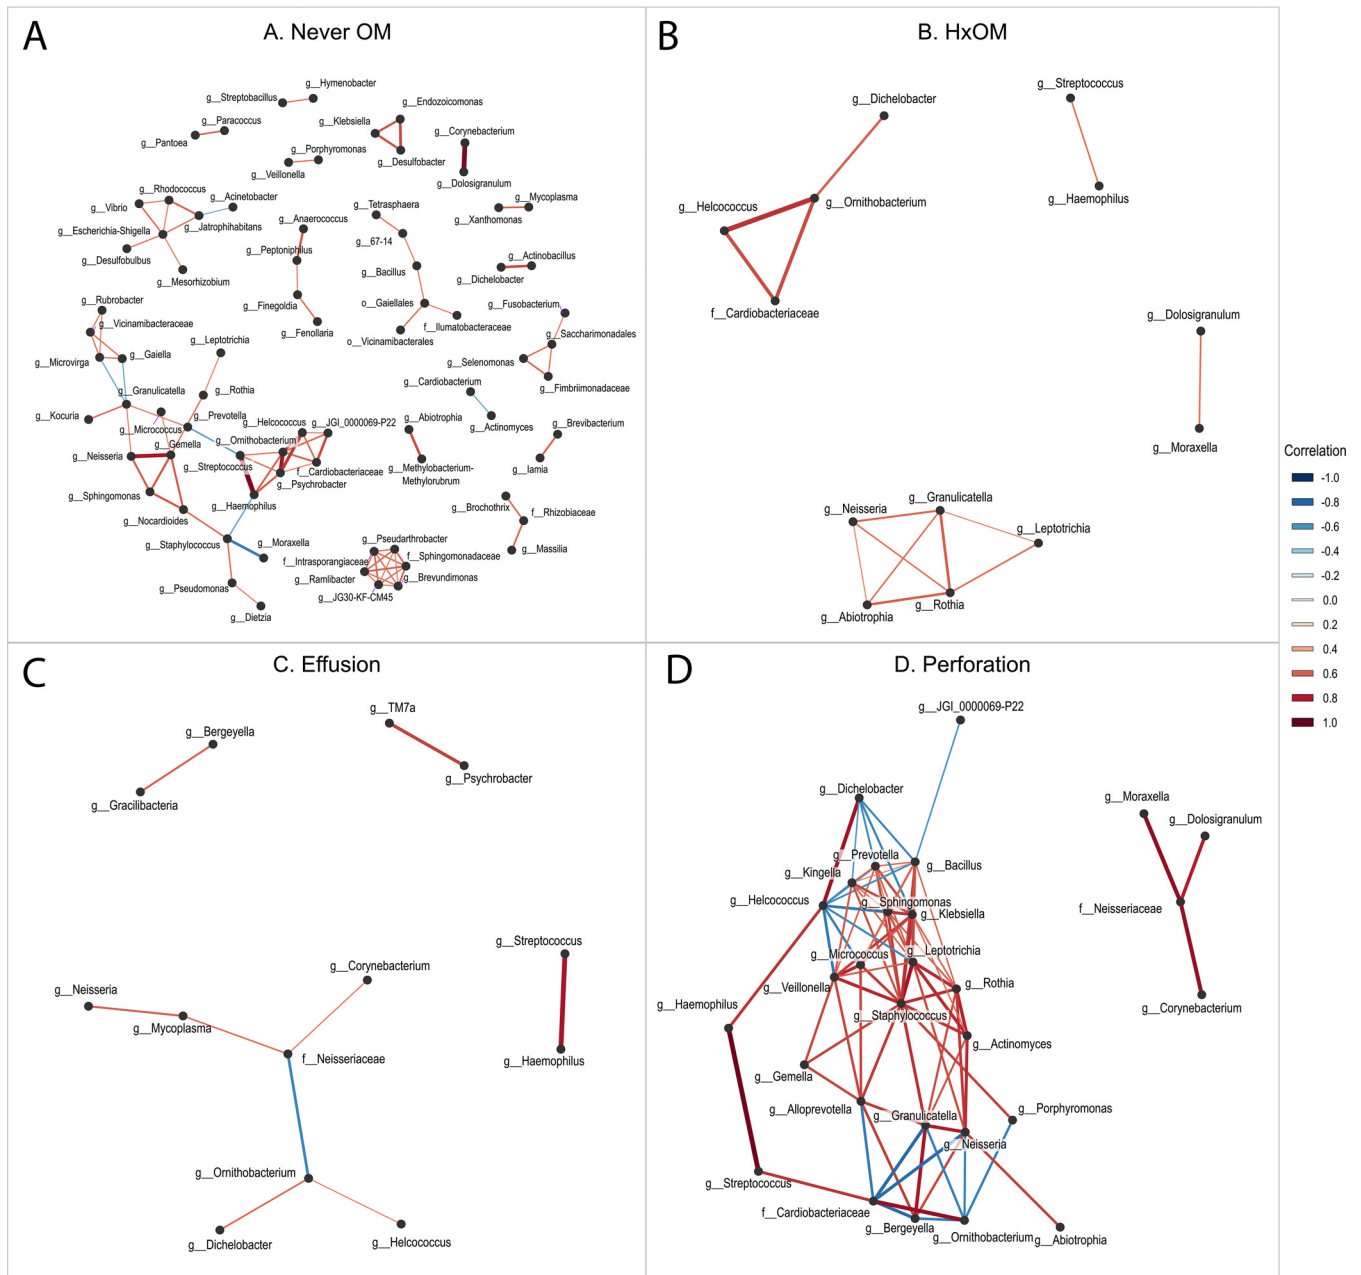 A
A. Never OM
g__Hymenobacter
g__Streptobacillus
g__Paracoccus
g__Pantoea
g__Endozoicomonas
g__Klebsiella
g__Desulfobacter
g__Corynebacterium
g__Dolosigranulum
g__Porphyromonas
g__Veillonella
g__Rhodococcus
g__Acinetobacter
g__Vibrio
g__Jatrophihabitans
g__Escherichia-Shigella
g__Desulfobulbus
g__Mesorhizobium
g__Anaerococcus
g__Peptoniphilus
g__Finegoldia
g__Fenollaria
g__Tetrasphaera
g__67-14
g__Bacillus
o__Gaiellales
f__Ilumatobacteraceae
o__Vicinamibacterales
g__Mycoplasma
g__Xanthomonas
g__Actinobacillus
g__Dichelobacter
g__Fusobacterium
g__Saccharimonadales
g__Selenomonas
g__Fimbriimonadaceae
g__Rubrobacter
g__Vicinamibacteraceae
g__Microvirga
g__Gaiella
g__Leptotrichia
g__Granulicatella
g__Rothia
g__Kocuria
g__Micrococcus
g__Prevotella
g__Gemella
g__Neisseria
g__Sphingomonas
g__Nocardioides
g__Helcococcus
g__JGI_0000069-P22
g__Ornithobacterium
g__Streptococcus
f__Cardiobacteriaceae
g__Psychrobacter
g__Haemophilus
g__Staphylococcus
g__Moraxella
g__Pseudomonas
g__Dietzia
g__Cardiobacterium
g__Actinomyces
g__Abiotrophia
g__Methylobacterium-
Methylorubrum
g__Brevibacterium
g__Iamia
g__Brochothrix
f__Rhizobiaceae
g__Massilia
g__Pseudarthrobacter
f__Intrasporangiaceae
f__Sphingomonadaceae
g__Ramlibacter
g__Brevundimonas
g__JG30-KF-CM45
B
B. HxOM
g__Dichelobacter
g__Streptococcus
g__Haemophilus
g__Helcococcus
g__Ornithobacterium
f__Cardiobacteriaceae
g__Dolosigranulum
g__Moraxella
g__Granulicatella
g__Neisseria
g__Leptotrichia
g__Rothia
g__Abiotrophia
Correlation
-1.0
-0.8
-0.6
-0.4
-0.2
0.0
0.2
0.4
0.6
0.8
1.0
C
C. Effusion
g__TM7a
g__Bergeyella
g__Psychrobacter
g__Gracilibacteria
g__Streptococcus
g__Haemophilus
g__Corynebacterium
g__Neisseria
g__Mycoplasma
f__Neisseriaceae
g__Ornithobacterium
g__Dichelobacter
g__Helcococcus
D
D. Perforation
g__JGI_0000069-P22
g__Dichelobacter
g__Moraxella
g__Dolosigranulum
g__Prevotella
g__Bacillus
g__Kingella
g__Helcococcus
g__Sphingomonas
g__Klebsiella
f__Neisseriaceae
g__Micrococcus
g__Leptotrichia
g__Veillonella
g__Rothia
g__Haemophilus
g__Staphylococcus
g__Corynebacterium
g__Actinomyces
g__Gemella
g__Alloprevotella
g__Granulicatella
g__Porphyromonas
g__Neisseria
g__Streptococcus
f__Cardiobacteriaceae
g__Bergeyella
g__Ornithobacterium
g__Abiotrophia